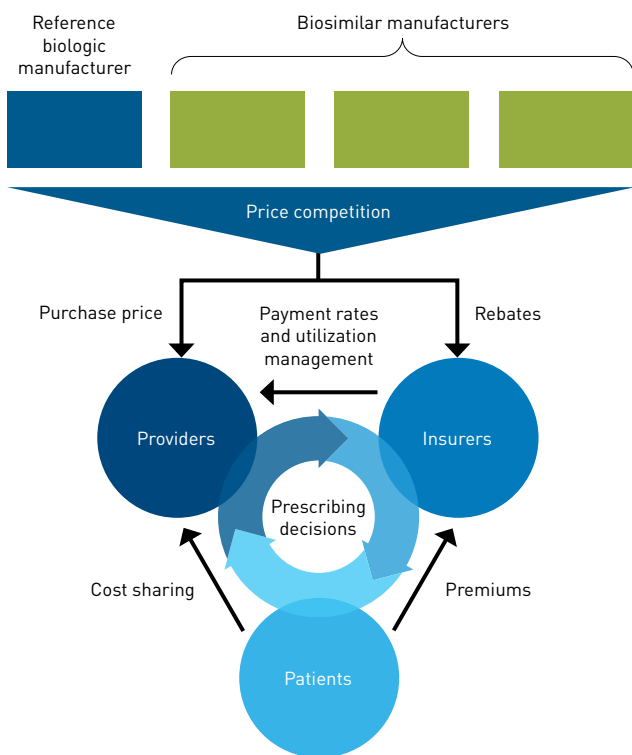 Reference
biologic
manufacturer
Biosimilar manufacturers
Price competition
Purchase price
Payment rates
and utilization
management
Rebates
Providers
Insurers
Prescribing
decisions
Cost sharing
Premiums
Patients